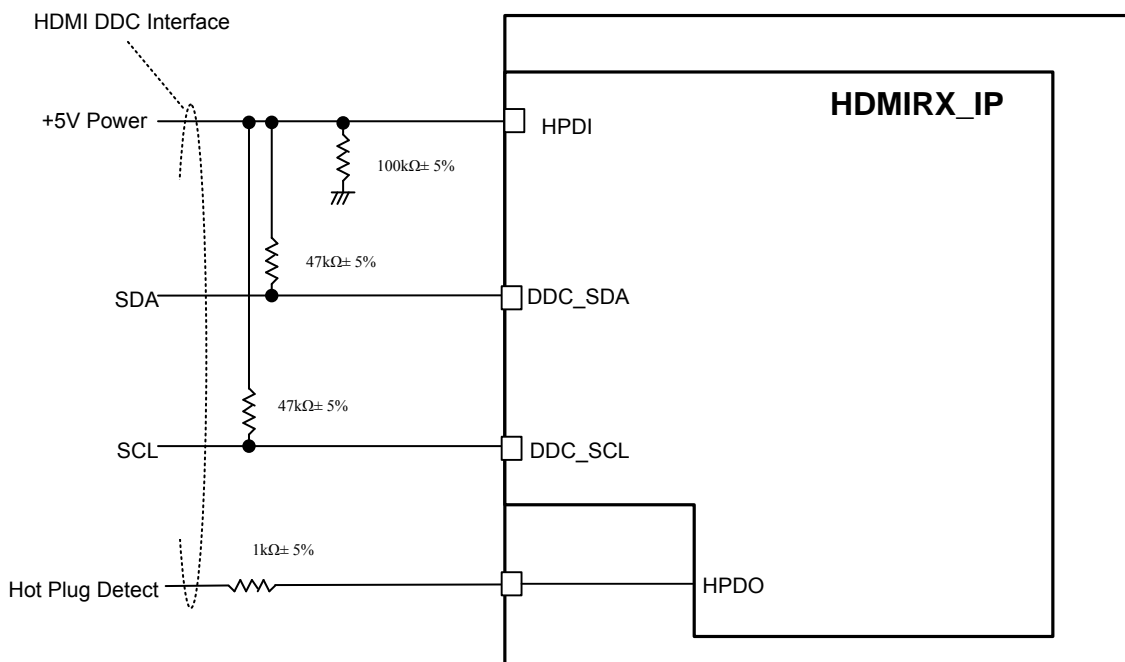 HDMI DDC Interface
HDMIRX_IP
+5V Power
HPDI
100kΩ± 5%
47kΩ± 5%
SDA
DDC_SDA
47kΩ± 5%
SCL
DDC_SCL
1kΩ± 5%
Hot Plug Detect
HPDO